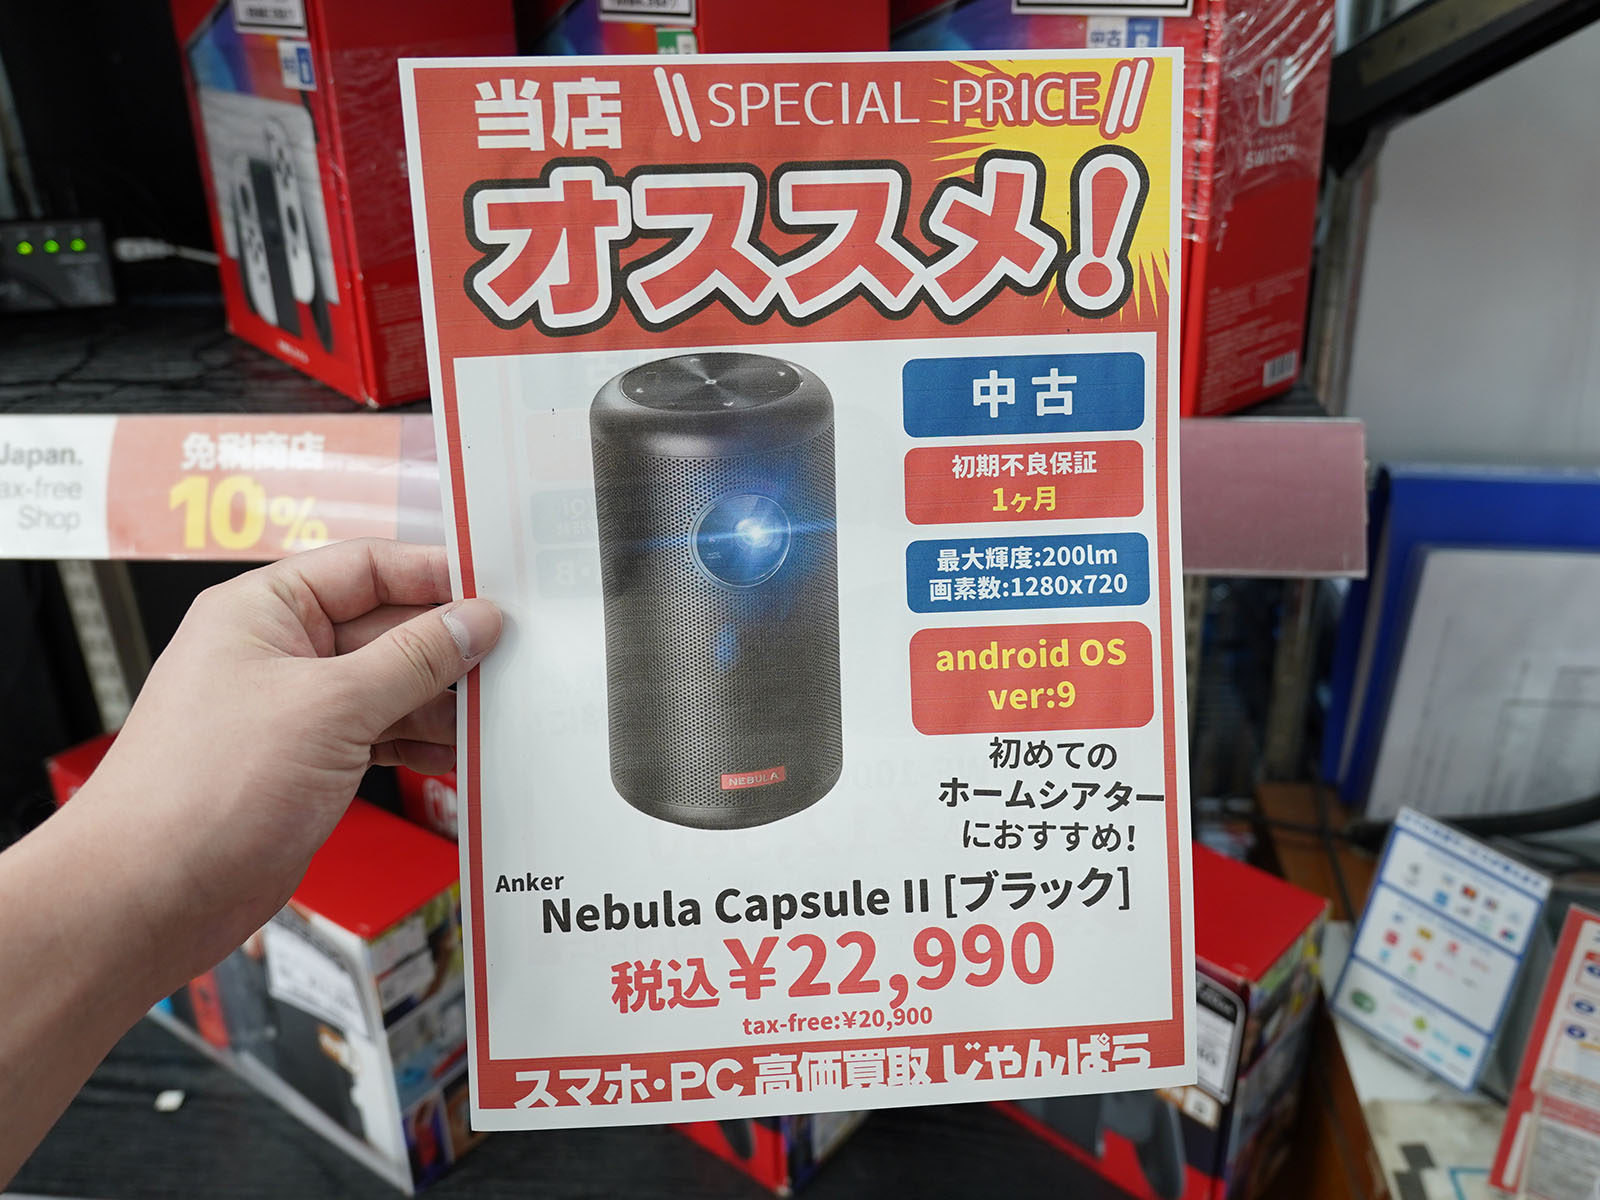 当店
SPECIAL PRICE
オススメ!
中古
初期不良保証
1ヶ月
最大輝度:200lm
画素数:1280x720
android OS
ver:9
初めての
ホームシアター
におすすめ!
NEBULA
Anker
Nebula Capsule II [ブラック]
税込¥22,990
tax-free:¥20,900
スマホ・PC 高価買取 じゃんぱら
Japan.
ax-free
Shop
免税商店
10%
中古
SWITCH